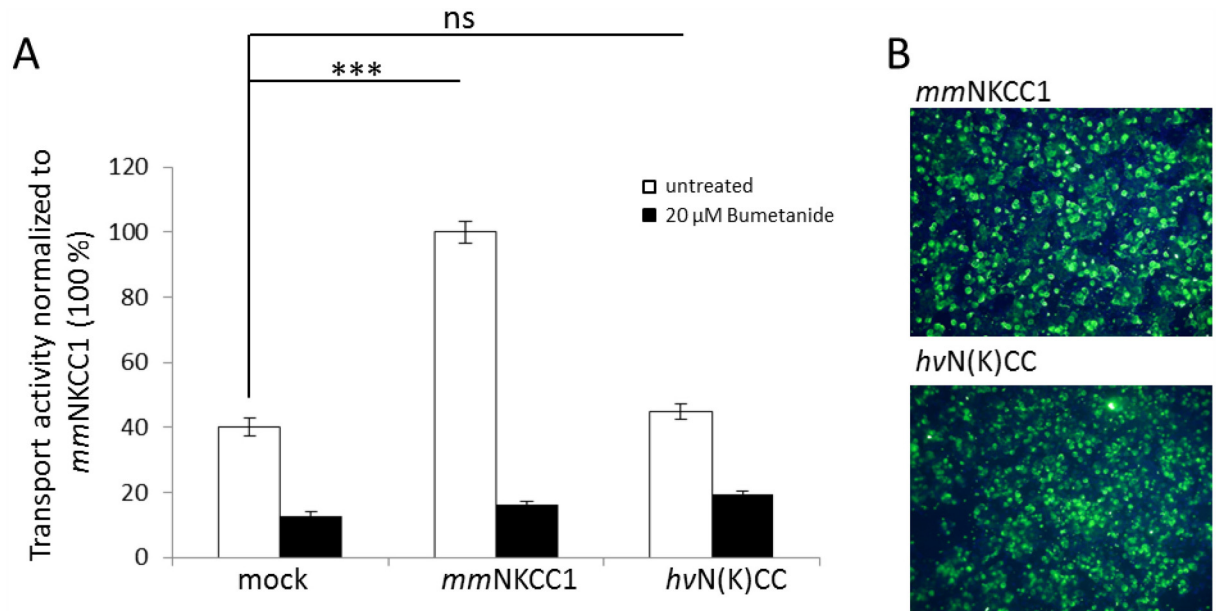 A
ns
***
Transport activity normalized to
mmNKCC1 (100 %)
120
100
80
60
40
20
0
untreated
20 µM Bumetanide
mock
mmNKCC1
hvN(K)CC
B
mmNKCC1
hvN(K)CC